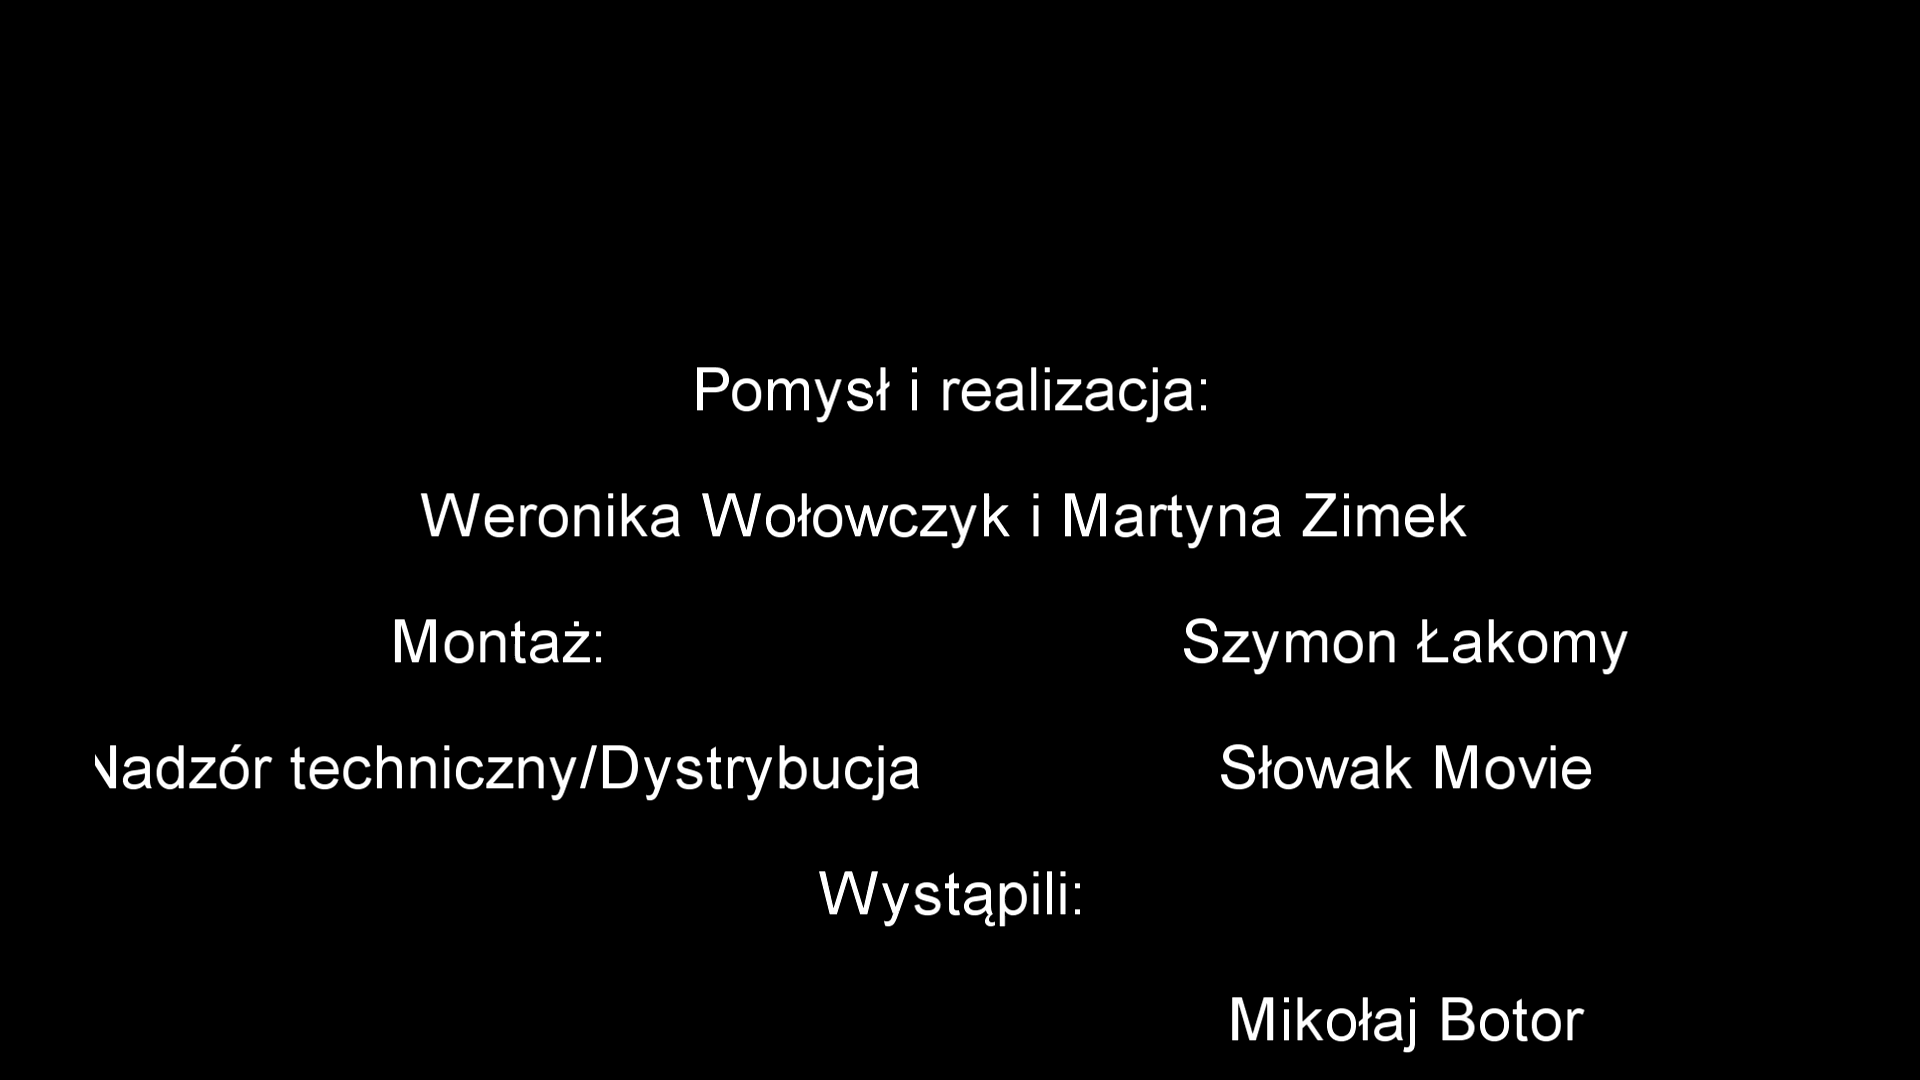 Pomysł i realizacja:
Weronika Wołowczyk i Martyna Zimek
Montaż: Szymon Łakomy
Nadzór techniczny/Dystrybucja Słowak Movie
Wystąpili:
Mikołaj Botor